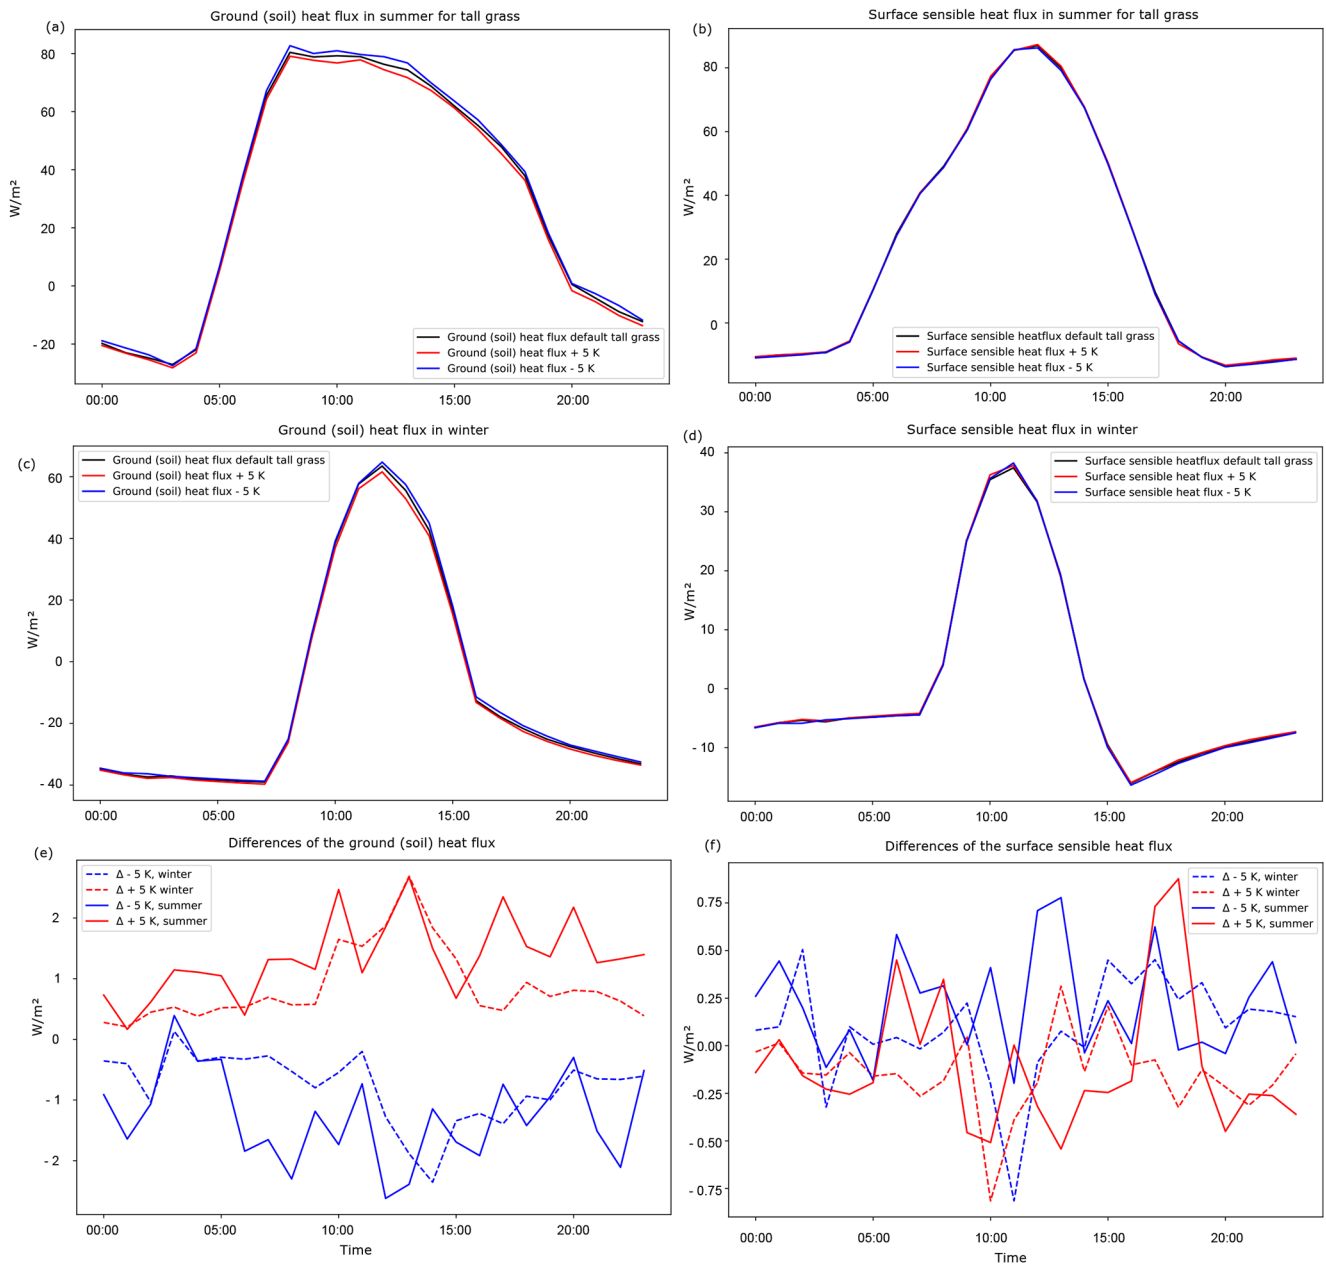 (a)
Ground (soil) heat flux in summer for tall grass
80
60
40
20
0
- 20
W/m²
Ground (soil) heat flux default tall grass
Ground (soil) heat flux + 5 K
Ground (soil) heat flux - 5 K
00:00 05:00 10:00 15:00 20:00
(b)
Surface sensible heat flux in summer for tall grass
80
60
40
20
0
W/m²
Surface sensible heatflux default tall grass
Surface sensible heat flux + 5 K
Surface sensible heat flux - 5 K
00:00 05:00 10:00 15:00 20:00
(c)
Ground (soil) heat flux in winter
Ground (soil) heat flux default tall grass
Ground (soil) heat flux + 5 K
Ground (soil) heat flux - 5 K
60
40
20
0
- 20
- 40
W/m²
00:00 05:00 10:00 15:00 20:00
(d)
Surface sensible heat flux in winter
Surface sensible heatflux default tall grass
Surface sensible heat flux + 5 K
Surface sensible heat flux - 5 K
40
30
20
10
0
- 10
W/m²
00:00 05:00 10:00 15:00 20:00
(e)
Differences of the ground (soil) heat flux
Δ - 5 K, winter
Δ + 5 K winter
Δ - 5 K, summer
Δ + 5 K, summer
2
1
0
- 1
- 2
W/m²
00:00 05:00 10:00 15:00 20:00
Time
(f)
Differences of the surface sensible heat flux
Δ - 5 K, winter
Δ + 5 K winter
Δ - 5 K, summer
Δ + 5 K, summer
0.75
0.50
0.25
0.00
-0.25
- 0.50
- 0.75
W/m²
00:00 05:00 10:00 15:00 20:00
Time